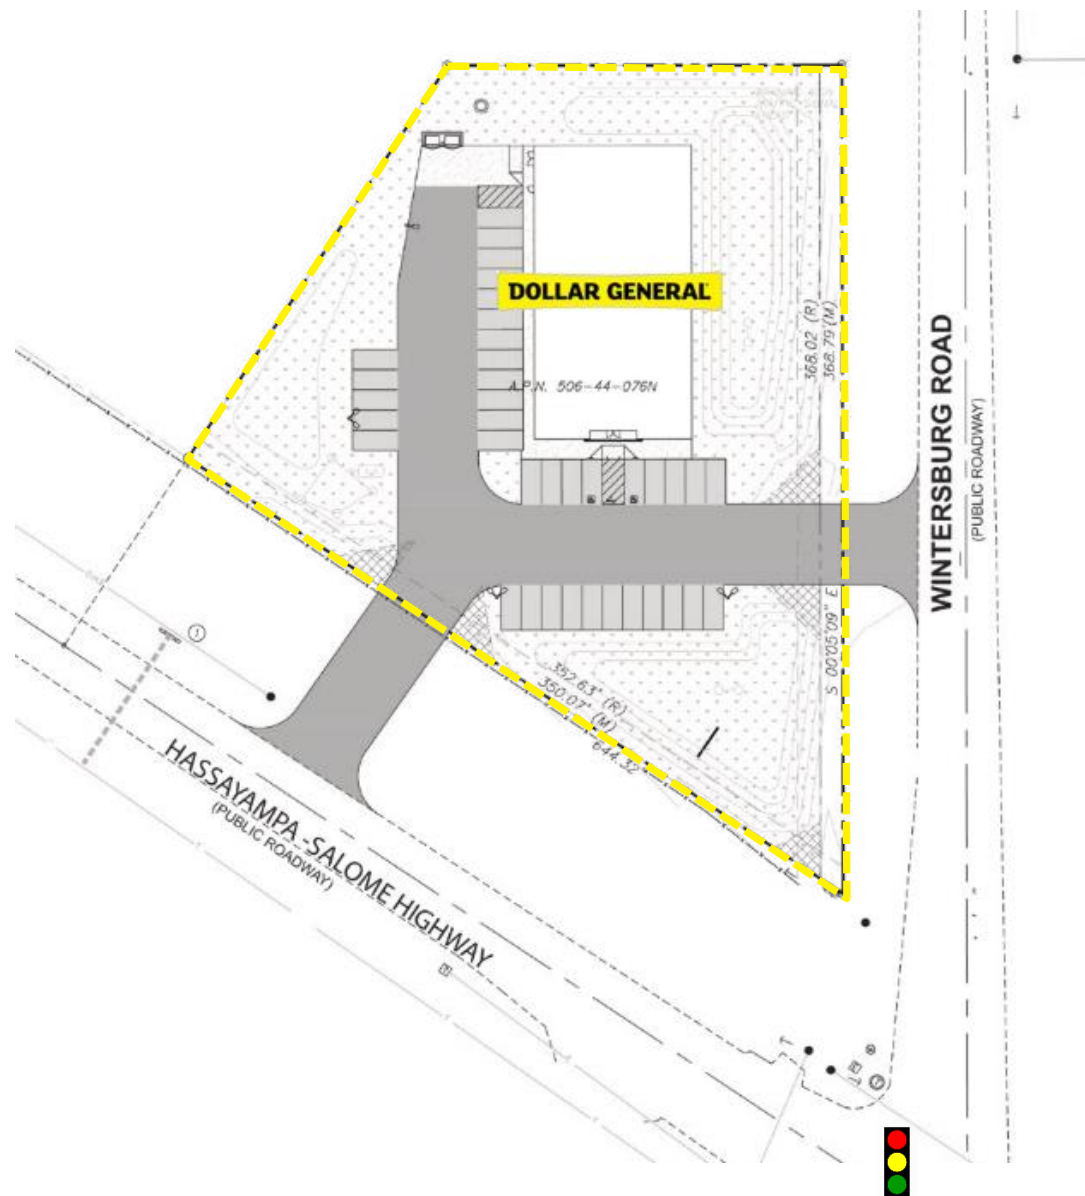 DOLLAR GENERAL
A.P.N. 506-44-076N
368.02 (R)
368.79 (M)
S 00°05'09" E
WINTERSBURG ROAD
(PUBLIC ROADWAY)
352.63' (R)
350.07' (M)
644.32'
1
HASSAYAMPA -SALOME HIGHWAY
(PUBLIC ROADWAY)